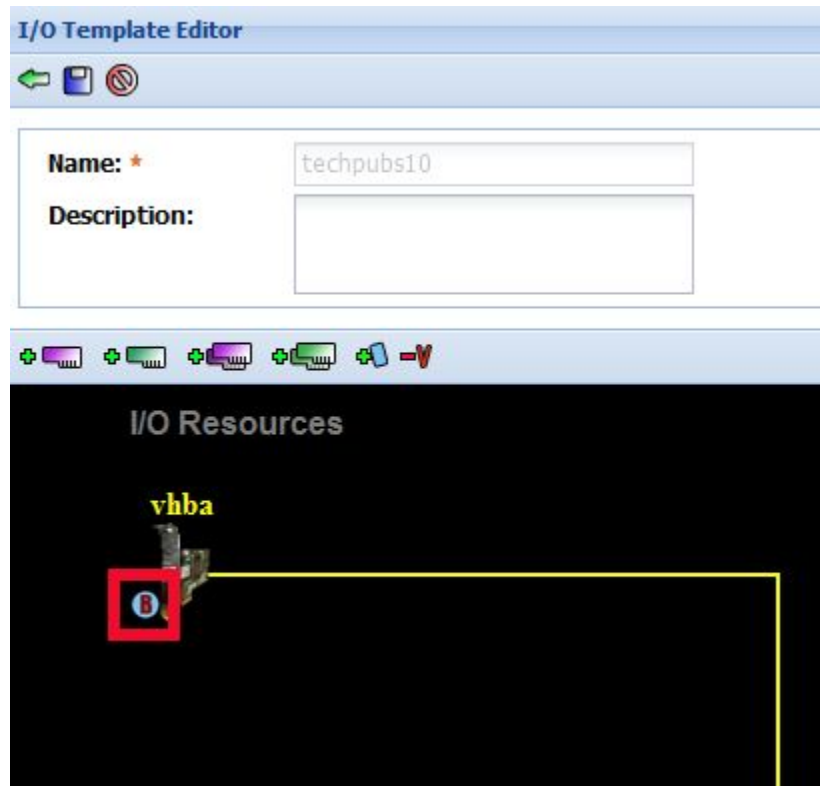 I/O Template Editor
Name: *
techpubs10
Description:
V
I/O Resources
vhba
B